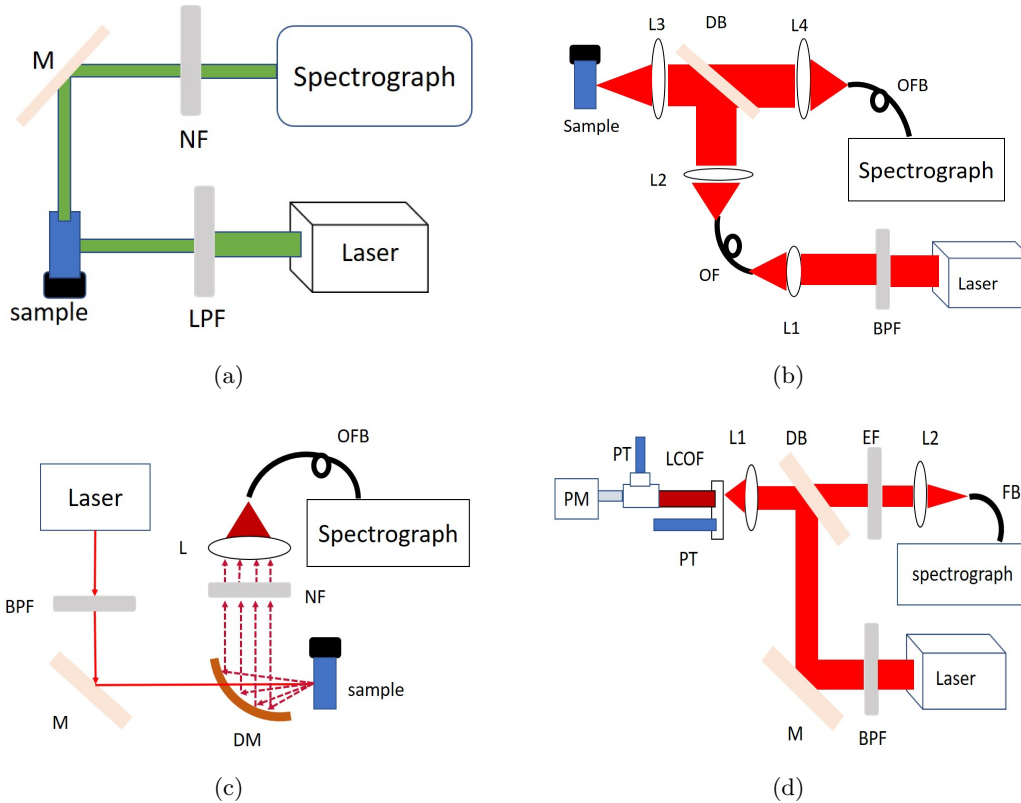 M
NF
Spectrograph
sample
LPF
Laser
(a)
L3
DB
L4
Sample
OFB
Spectrograph
L2
OF
L1
BPF
Laser
(b)
Laser
OFB
Spectrograph
L
BPF
NF
sample
M
DM
(c)
PT
LCOF
L1
DB
EF
L2
PM
FB
PT
spectrograph
M
BPF
Laser
(d)